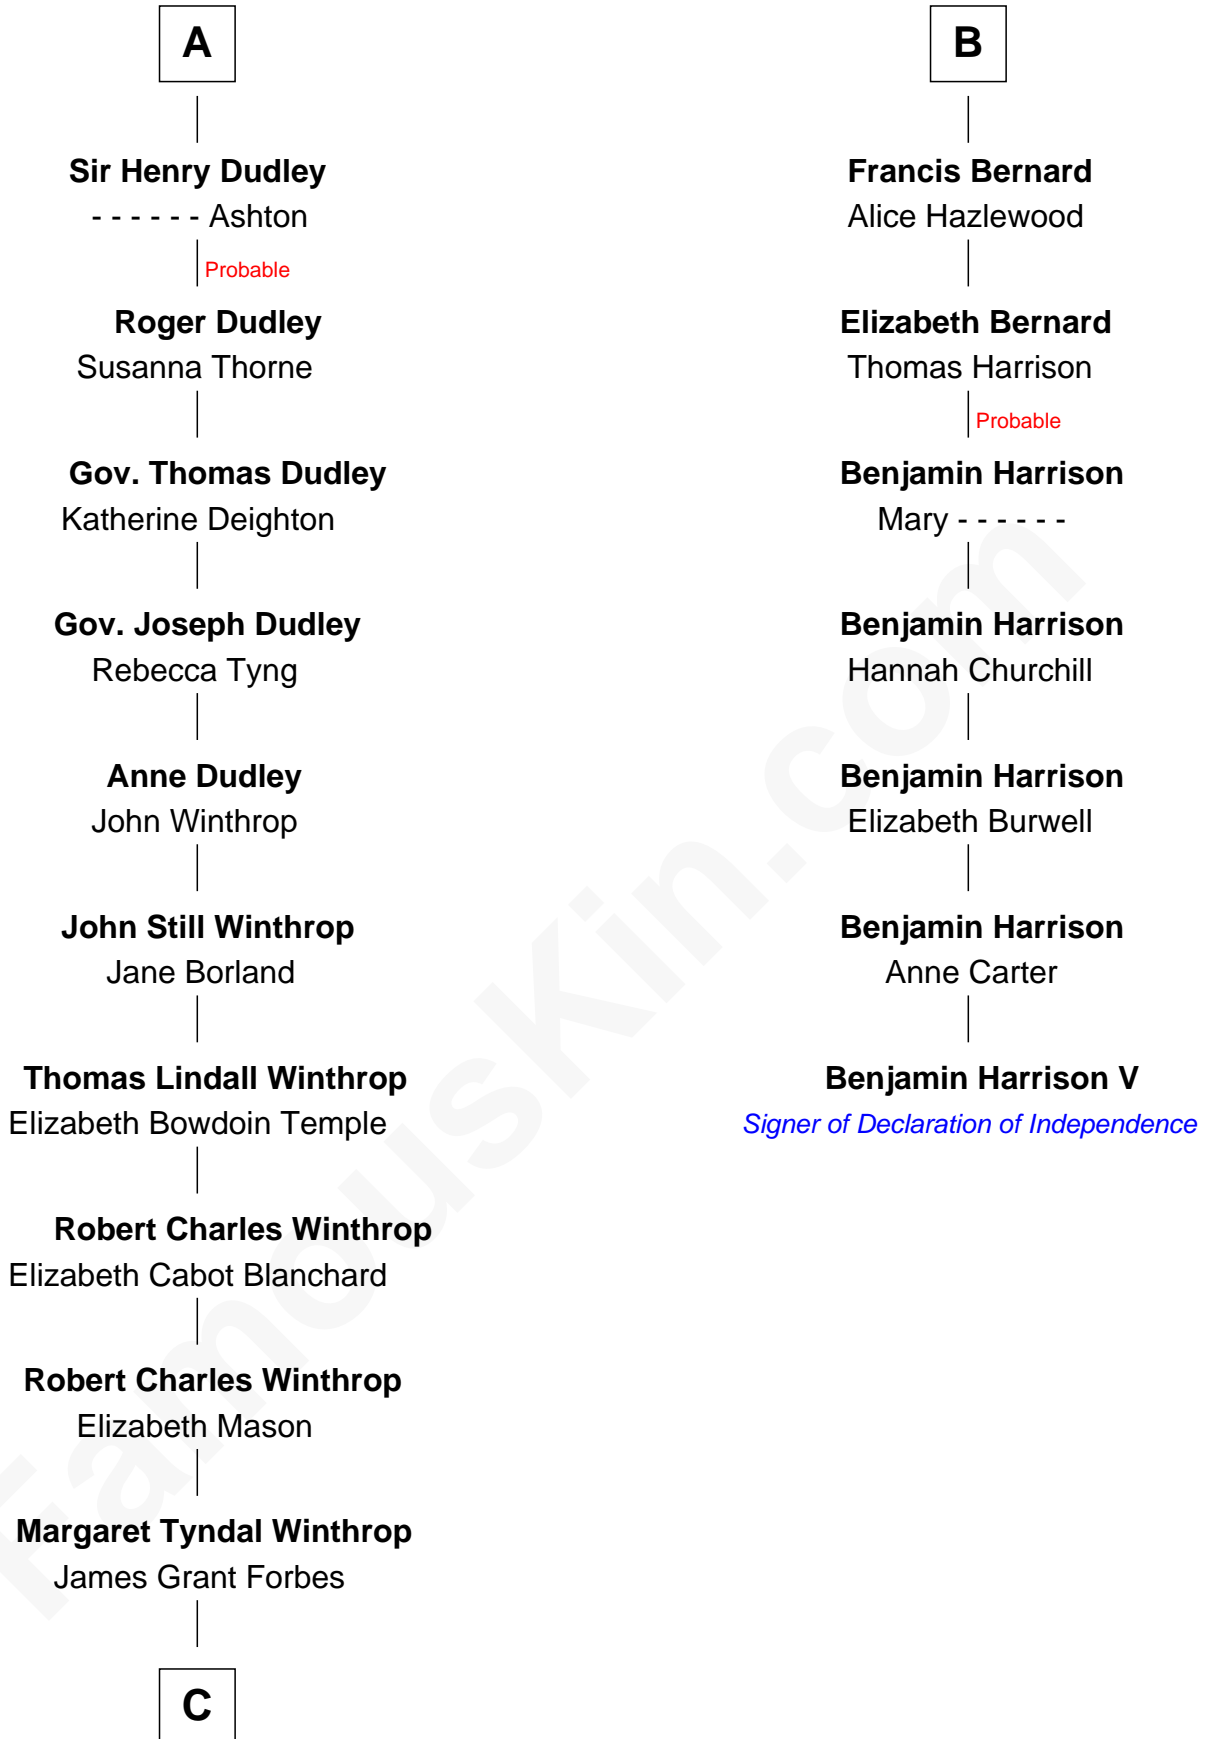 A
Sir Henry Dudley
- - - - - - Ashton
Probable
Roger Dudley
Susanna Thorne
Gov. Thomas Dudley
Katherine Deighton
Gov. Joseph Dudley
Rebecca Tyng
Anne Dudley
John Winthrop
John Still Winthrop
Jane Borland
Thomas Lindall Winthrop
Elizabeth Bowdoin Temple
Robert Charles Winthrop
Elizabeth Cabot Blanchard
Robert Charles Winthrop
Elizabeth Mason
Margaret Tyndal Winthrop
James Grant Forbes
C
B
Francis Bernard
Alice Hazlewood
Elizabeth Bernard
Thomas Harrison
Probable
Benjamin Harrison
Mary - - - - - -
Benjamin Harrison
Hannah Churchill
Benjamin Harrison
Elizabeth Burwell
Benjamin Harrison
Anne Carter
Benjamin Harrison V
Signer of Declaration of Independence
FamousKin.com